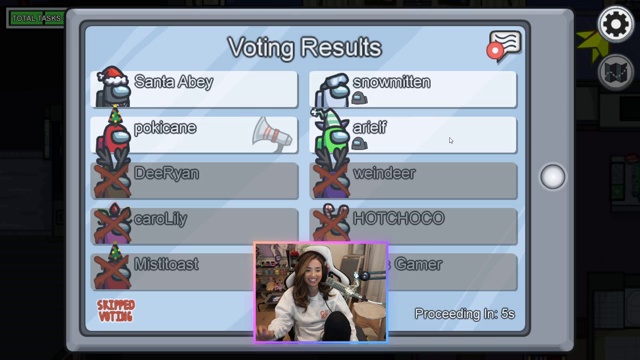 TOTAL TASKS
Voting Results
Santa Abey
snowmitten
pokicane
arielf
DeeRyan
weindeer
caroLily
HOTCHOCO
Mistltoast
Gamer
SKIPPED
VOTING
Proceeding In: 5s